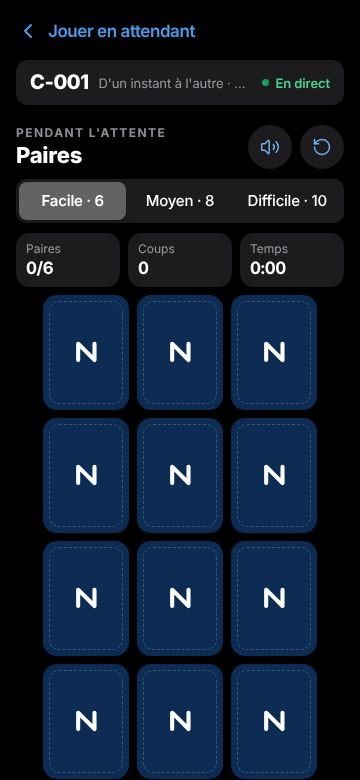 Jouer en attendant
C-001 D'un instant à l'autre · ... En direct
PENDANT L'ATTENTE
Paires
Facile · 6 Moyen · 8 Difficile · 10
Paires Coups Temps
0/6 0 0:00
N N N
N N N
N N N
N N N